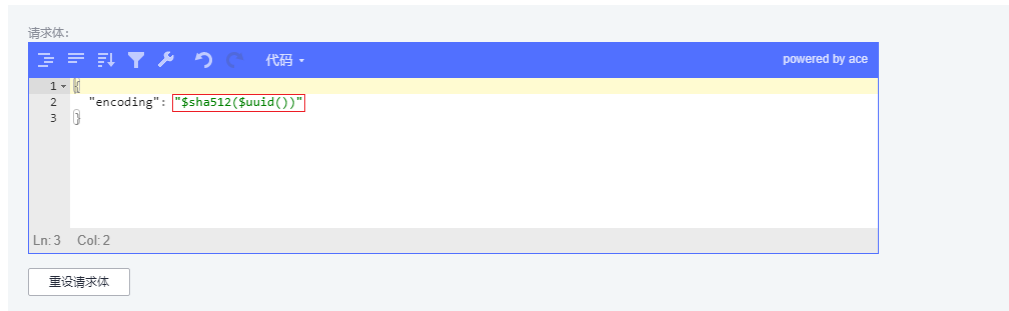 请求体：
代码 powered by ace
1 {
2 "encoding": "$sha512($uuid())"
3 }
Ln: 3 Col: 2
重设请求体